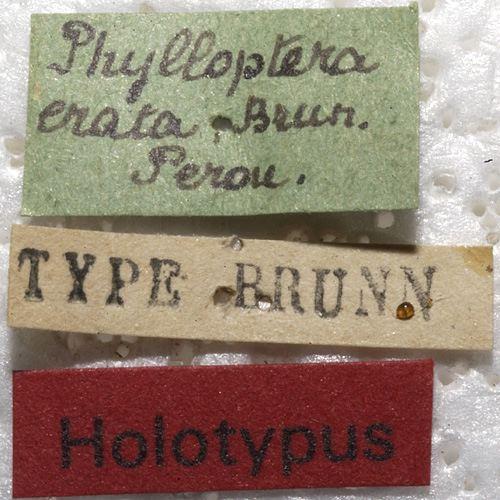 Phylloptera
erata Brun.
Perou.
TYPE BRUNN
Holotypus